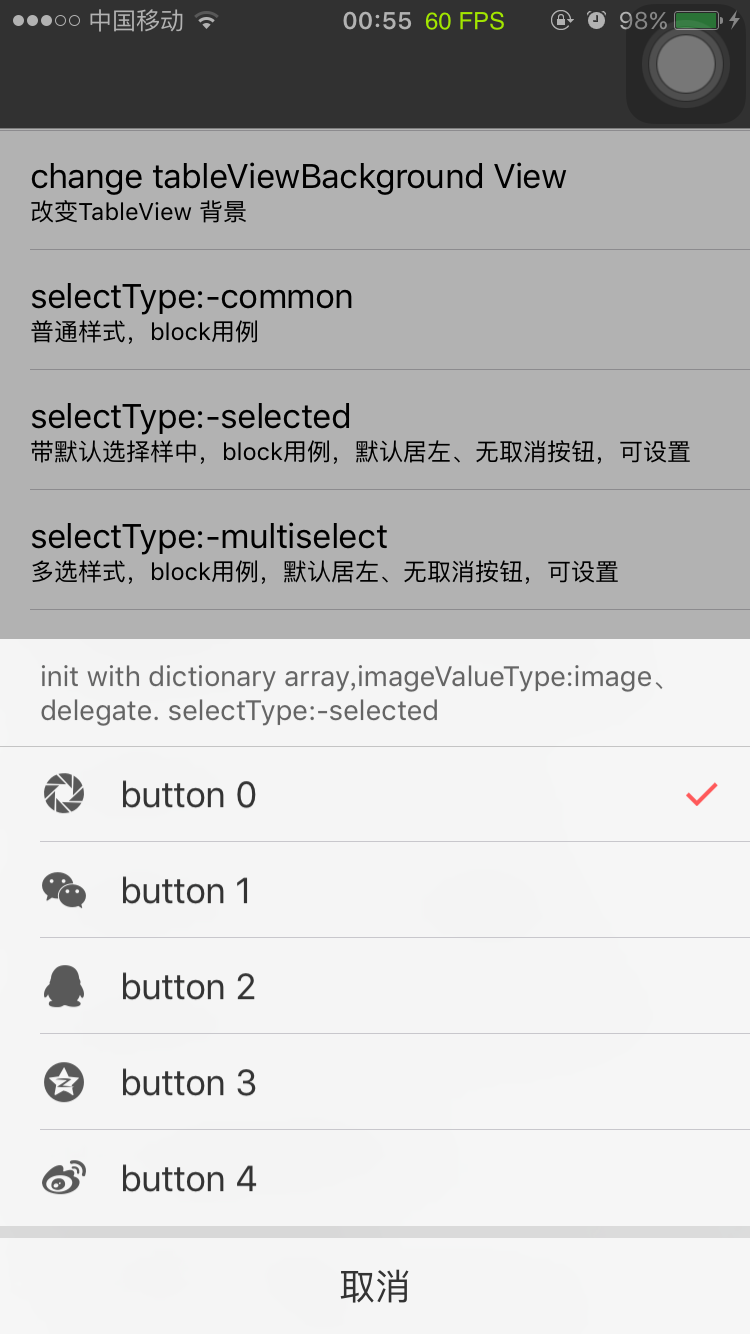 中国移动 00:55 60 FPS 98%
change tableViewBackground View
改变TableView 背景
selectType:-common
普通样式，block用例
selectType:-selected
带默认选择样中，block用例，默认居左、无取消按钮，可设置
selectType:-multiselect
多选样式，block用例，默认居左、无取消按钮，可设置
init with dictionary array,imageValueType:image、
delegate. selectType:-selected
button 0
button 1
button 2
button 3
button 4
取消